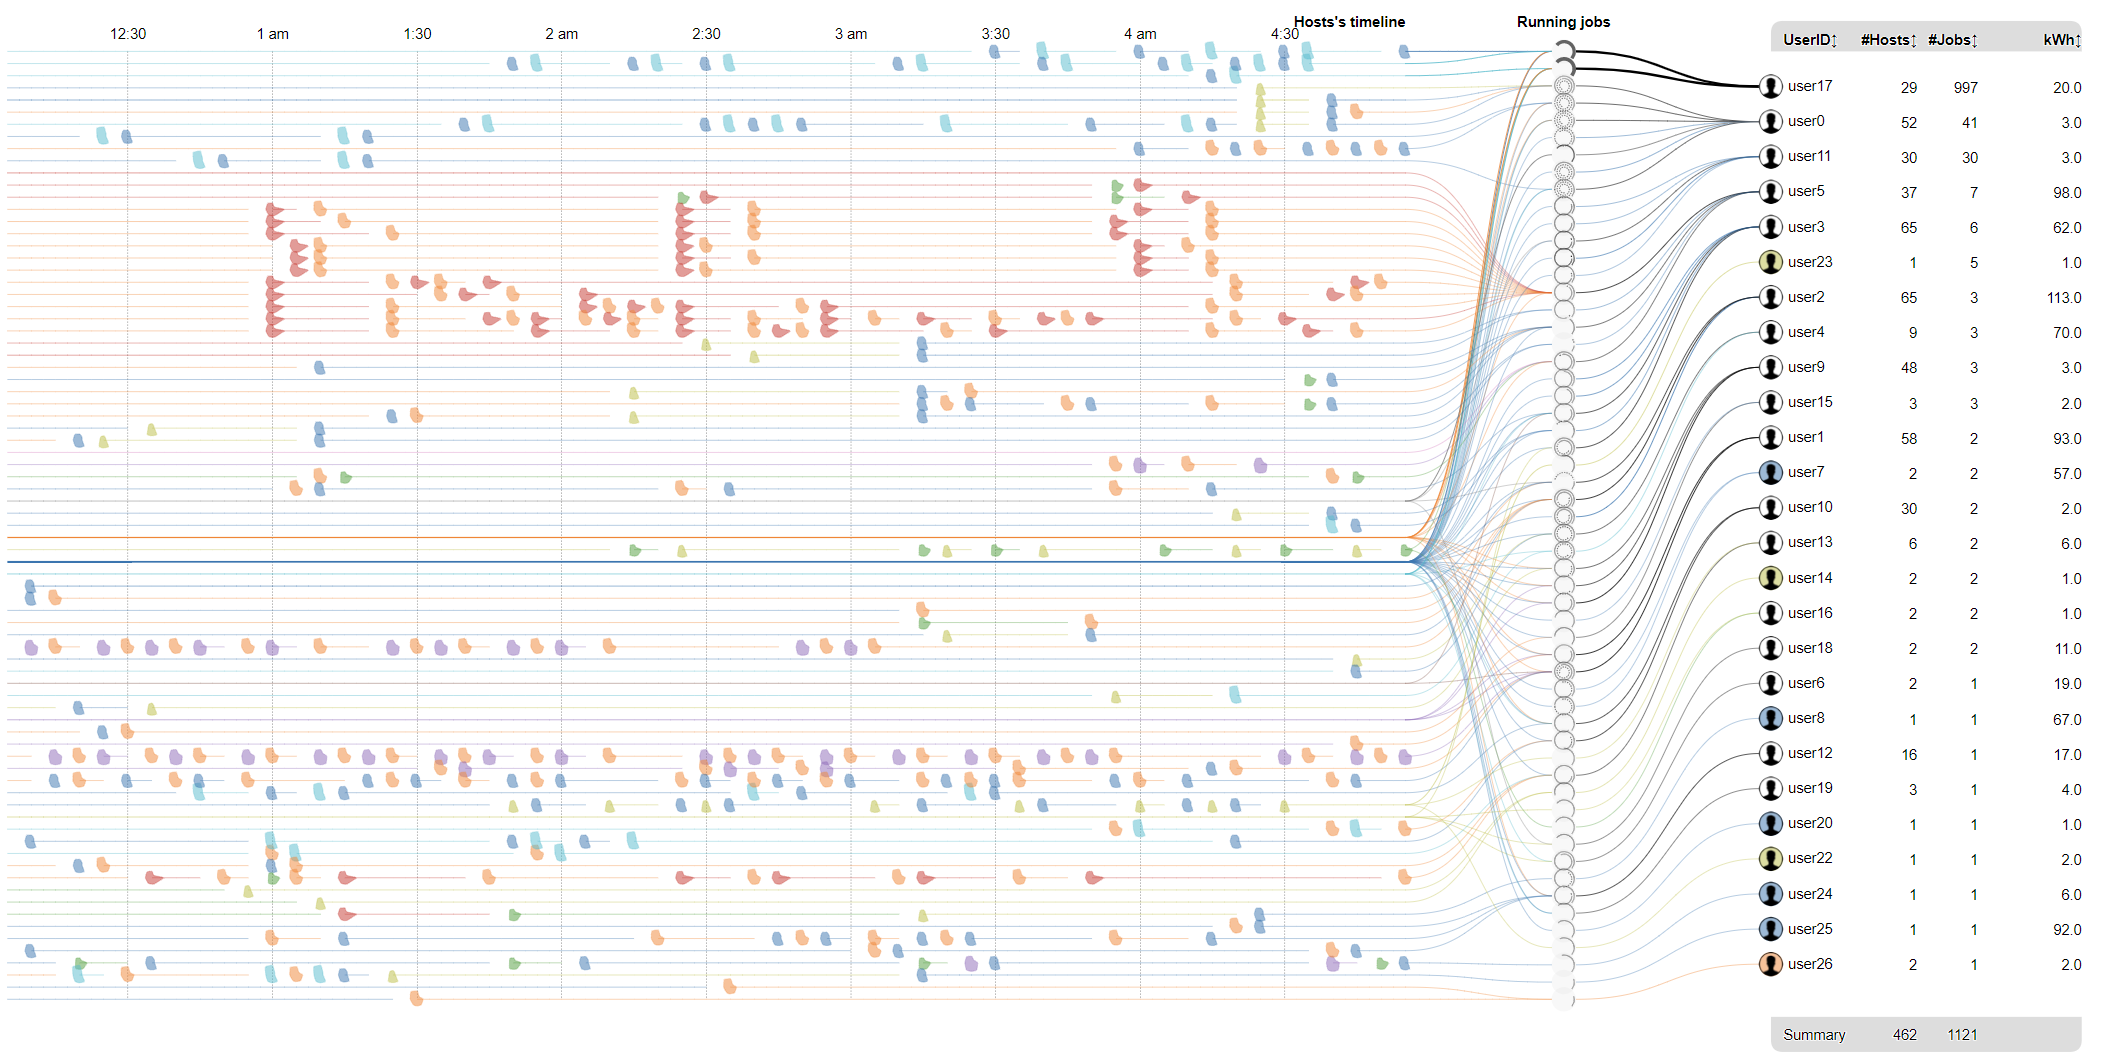 Hosts's timeline Running jobs
12:30 1 am 1:30 2 am 2:30 3 am 3:30 4 am 4:30
UserID↕ #Hosts↕ #Jobs↕ kWh↕
user17 29 997 20.0
user0 52 41 3.0
user11 30 30 3.0
user5 37 7 98.0
user3 65 6 62.0
user23 1 5 1.0
user2 65 3 113.0
user4 9 3 70.0
user9 48 3 3.0
user15 3 3 2.0
user1 58 2 93.0
user7 2 2 57.0
user10 30 2 2.0
user13 6 2 6.0
user14 2 2 1.0
user16 2 2 1.0
user18 2 2 11.0
user6 2 1 19.0
user8 1 1 67.0
user12 16 1 17.0
user19 3 1 4.0
user20 1 1 1.0
user22 1 1 2.0
user24 1 1 6.0
user25 1 1 92.0
user26 2 1 2.0
Summary 462 1121